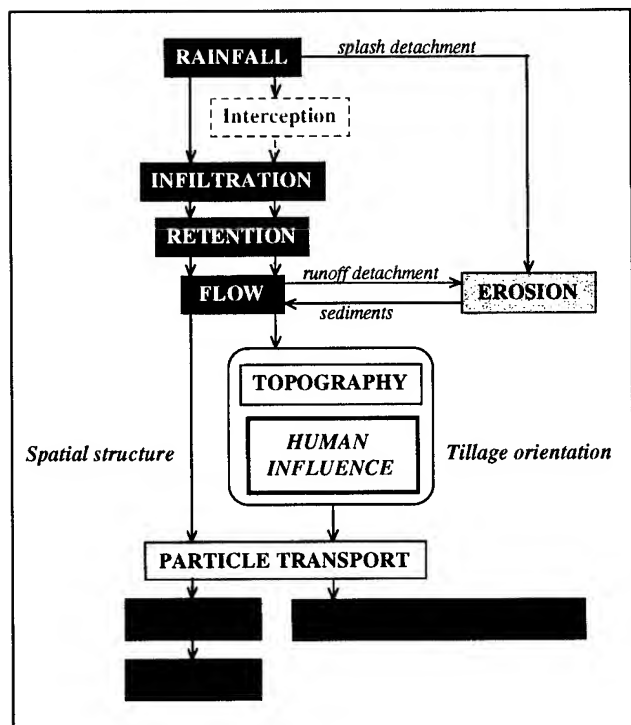 splash detachment
RAINFALL
Interception
INFILTRATION
RETENTION
runoff detachment
FLOW
EROSION
sediments
TOPOGRAPHY
HUMAN
INFLUENCE
Spatial structure
Tillage orientation
PARTICLE TRANSPORT